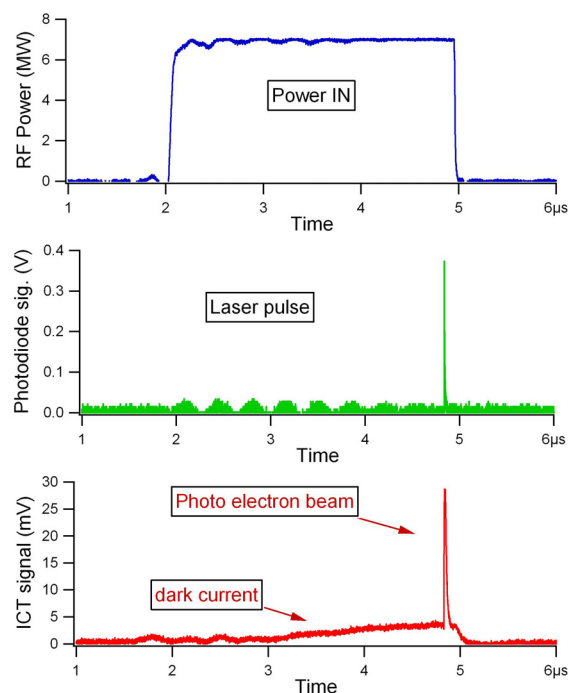 8
6
4
2
0
RF Power (MW)
Power IN
1
2
3
4
5
6µs
Time
0.4
0.3
0.2
0.1
0.0
Photodiode sig. (V)
Laser pulse
1
2
3
4
5
6µs
Time
30
25
20
15
10
5
0
ICT signal (mV)
Photo electron beam
dark current
1
2
3
4
5
6µs
Time